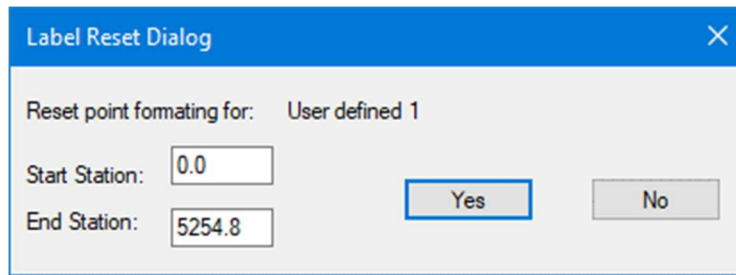 Label Reset Dialog
Reset point formating for: User defined 1
Start Station: 0.0
End Station: 5254.8
Yes No